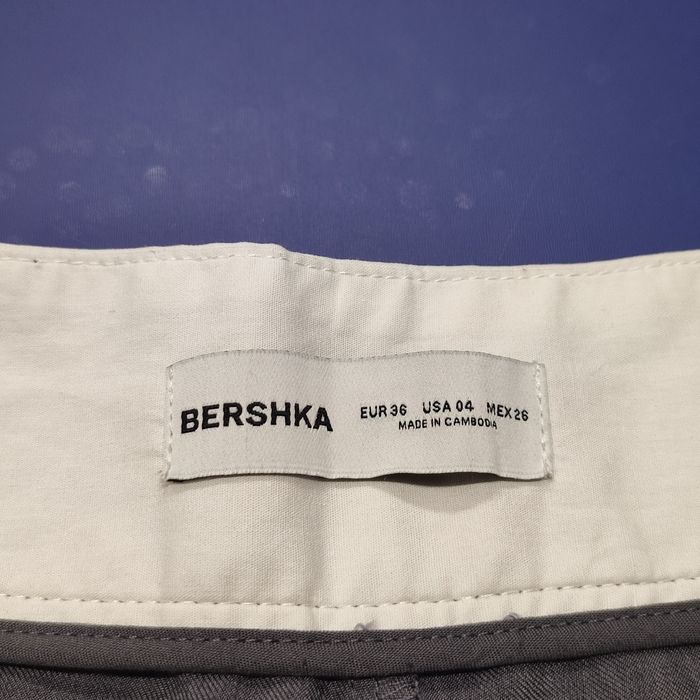 BERSHKA
EUR 36 USA 04 MEX 26
MADE IN CAMBODIA